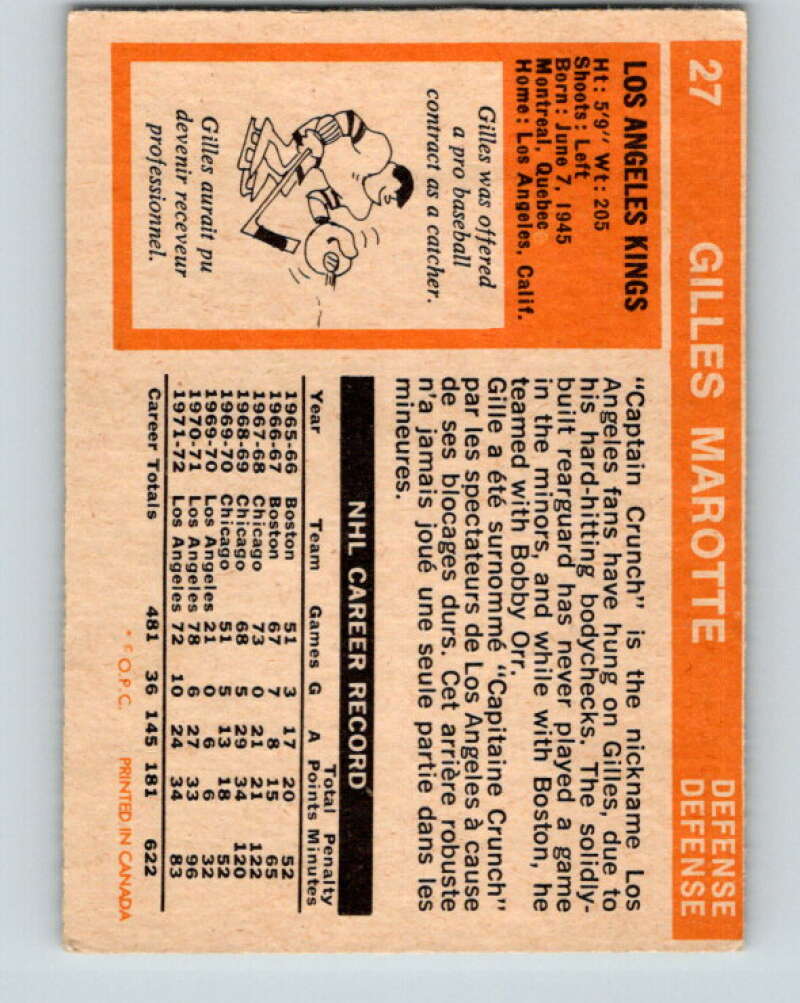 27 GILLES MAROTTE DEFENSE
DEFENSE
LOS ANGELES KINGS
Ht: 5'9" Wt: 205
Shoots: Left
Born: June 7, 1945
Montreal, Quebec
Home: Los Angeles, Calif.
Gilles was offered
a pro baseball
contract as a catcher.
Gilles aurait pu
devenir receveur
professionnel.
"Captain Crunch" is the nickname Los
Angeles fans have hung on Gilles, due to
his hard-hitting bodychecks. The solidly-
built rearguard has never played a game
in the minors, and while with Boston, he
teamed with Bobby Orr.
Gille a été surnommé "Capitaine Crunch"
par les spectateurs de Los Angeles à cause
de ses blocages durs. Cet arrière robuste
n'a jamais joué une seule partie dans les
mineures.
NHL CAREER RECORD
Total Penalty
Year Team Games G A Points Minutes
1965-66 Boston 51 3 17 20 52
1966-67 Boston 67 7 8 15 65
1967-68 Chicago 73 0 21 21 122
1968-69 Chicago 68 5 29 34 120
1969-70 Chicago 51 5 13 18 52
1969-70 Los Angeles 21 0 6 6 32
1970-71 Los Angeles 78 6 27 33 96
1971-72 Los Angeles 72 10 24 34 83
Career Totals 481 36 145 181 622
* © O.P.C. PRINTED IN CANADA